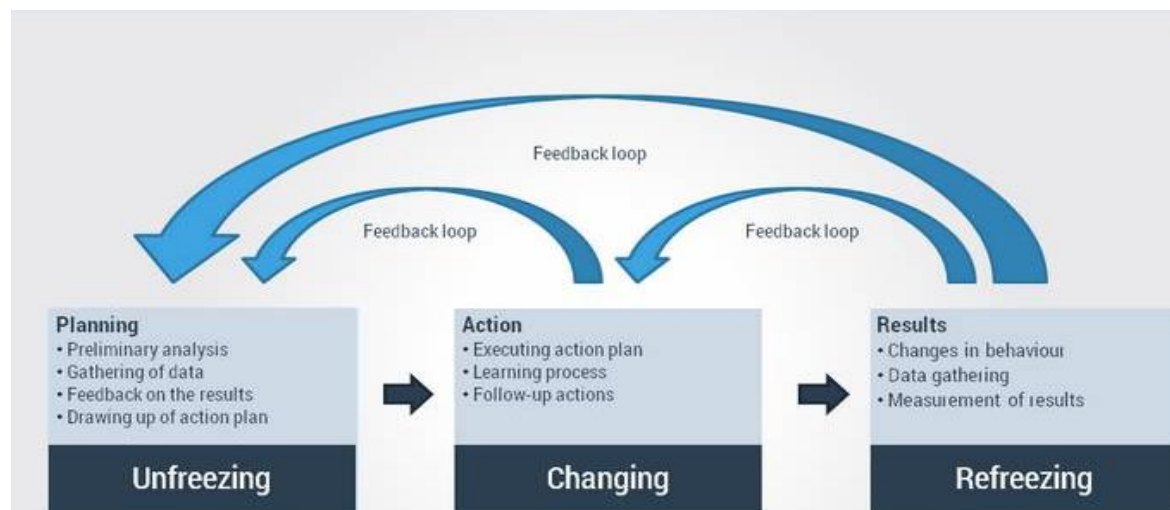 Feedback loop
Feedback loop
Feedback loop
Planning
• Preliminary analysis
• Gathering of data
• Feedback on the results
• Drawing up of action plan
Unfreezing
Action
• Executing action plan
• Learning process
• Follow-up actions
Changing
Results
• Changes in behaviour
• Data gathering
• Measurement of results
Refreezing